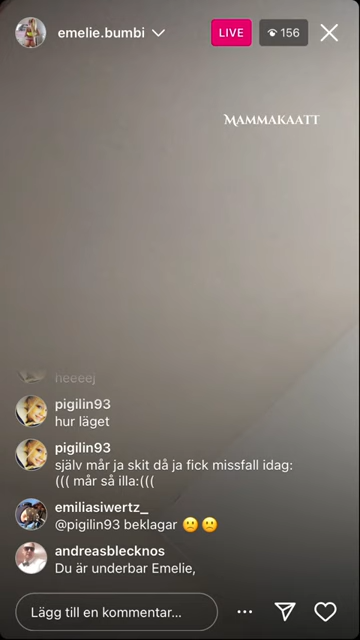 emelie.bumbi
LIVE
156
MAMMAKAATT
neeeej
pigilin93
hur läget
pigilin93
själv mår ja skit då ja fick missfall idag:
((( mår så illa:(((
emiliasiwertz_
@pigilin93 beklagar 🙁🙁
andreasblecknos
Du är underbar Emelie,
Lägg till en kommentar...